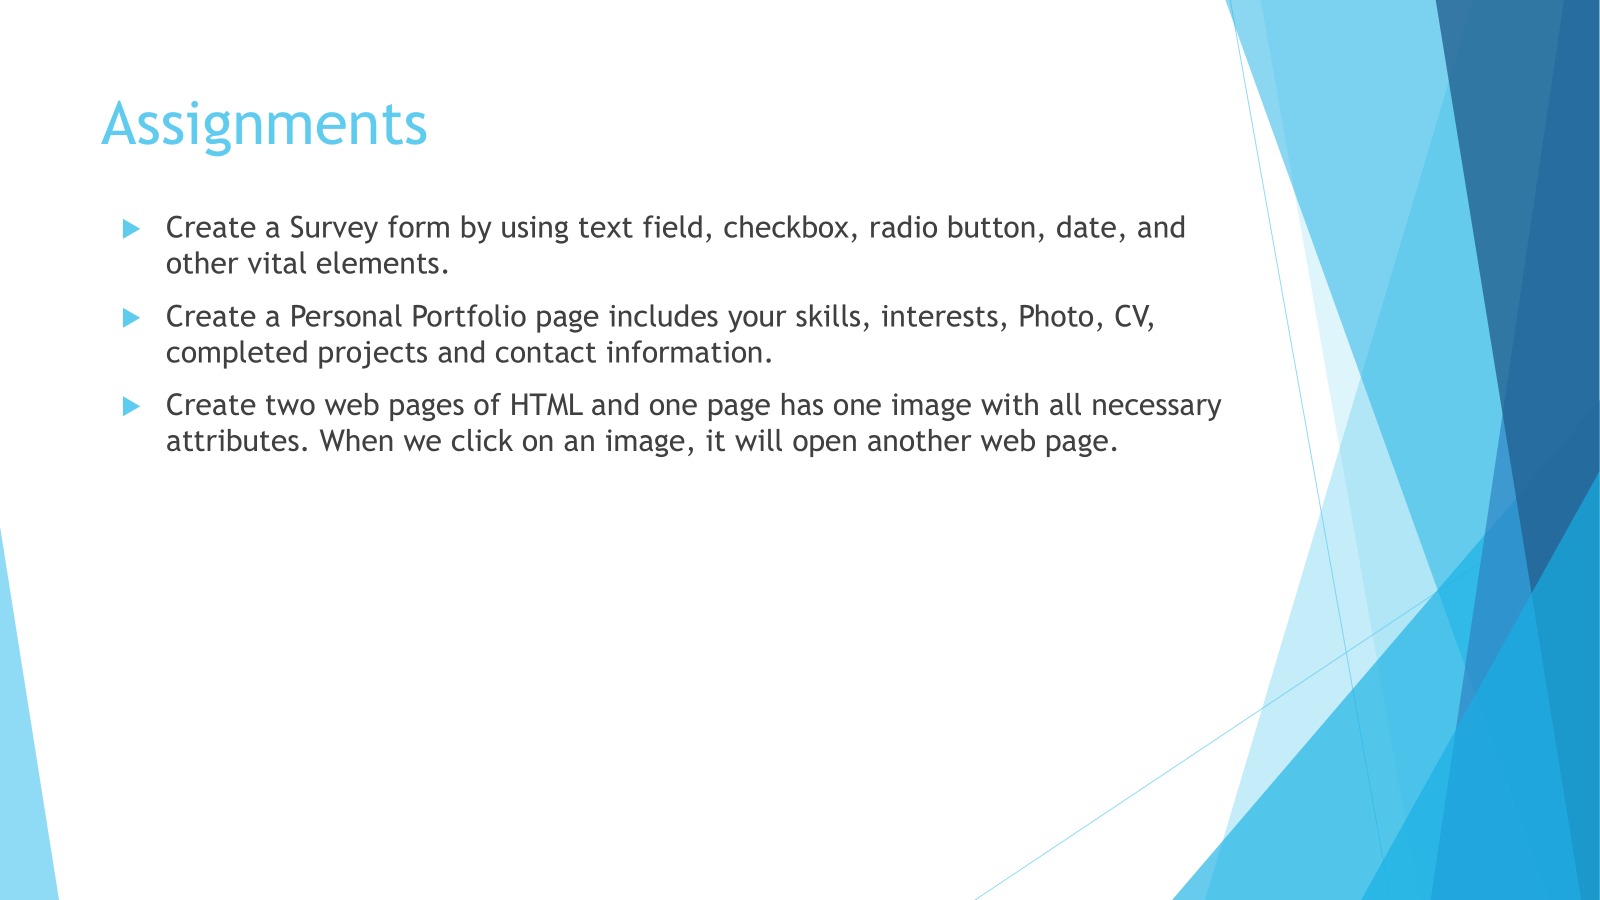 Assignments
Create a Survey form by using text field, checkbox, radio button, date, and
other vital elements.
Create a Personal Portfolio page includes your skills, interests, Photo, CV,
completed projects and contact information.
Create two web pages of HTML and one page has one image with all necessary
attributes. When we click on an image, it will open another web page.